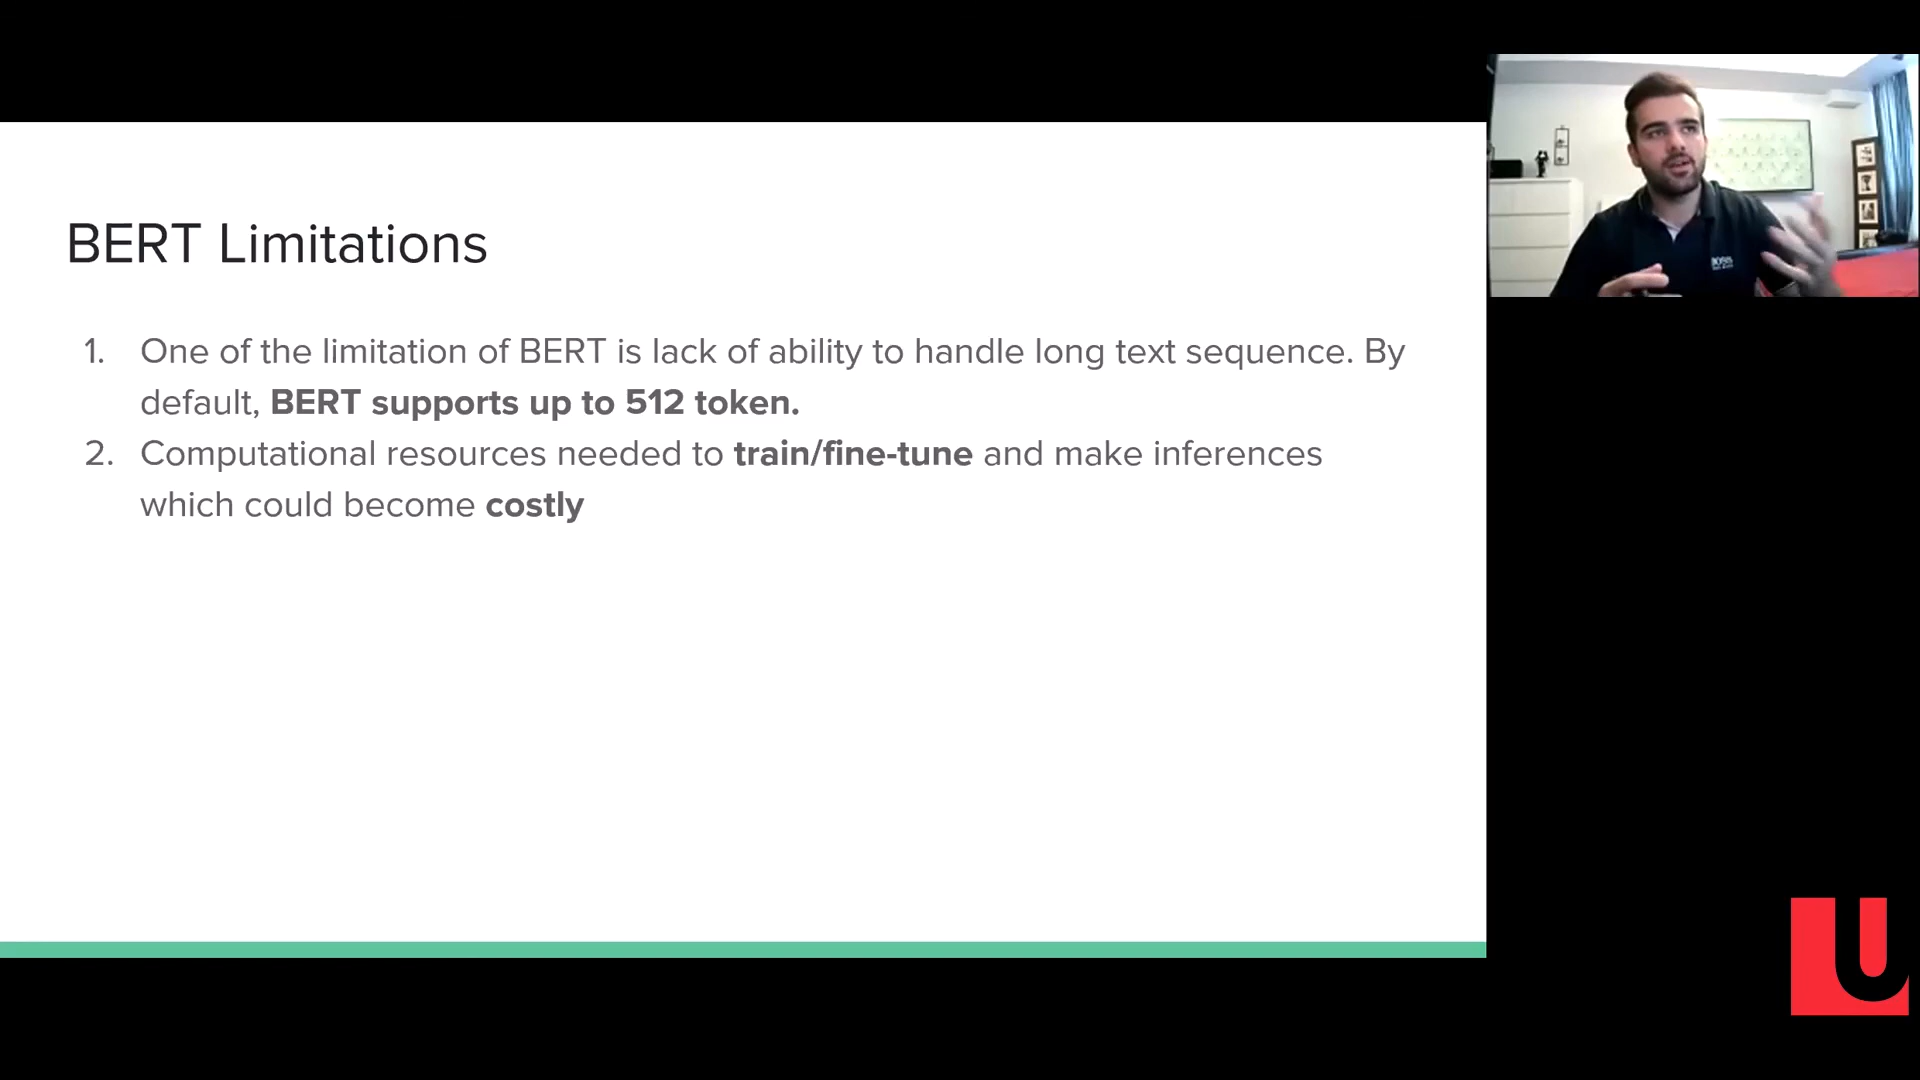 BERT Limitations
1. One of the limitation of BERT is lack of ability to handle long text sequence. By
default, BERT supports up to 512 token.
2. Computational resources needed to train/fine-tune and make inferences
which could become costly
BOSS
U